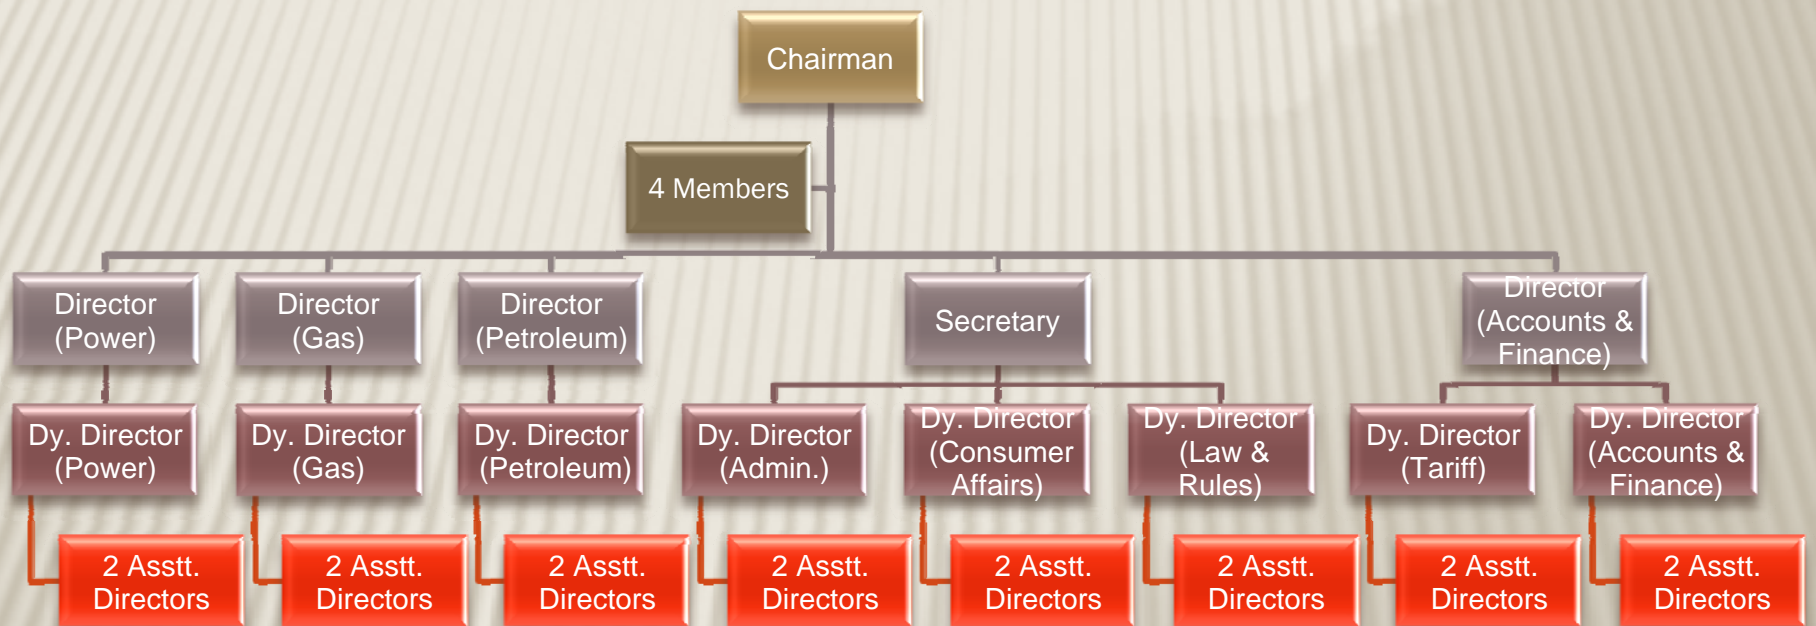 Chairman
4 Members
Director
(Power)
Director
(Gas)
Director
(Petroleum)
Secretary
Director
(Accounts &
Finance)
Dy. Director
(Power)
Dy. Director
(Gas)
Dy. Director
(Petroleum)
Dy. Director
(Admin.)
Dy. Director
(Consumer
Affairs)
Dy. Director
(Law &
Rules)
Dy. Director
(Tariff)
Dy. Director
(Accounts &
Finance)
2 Asstt.
Directors
2 Asstt.
Directors
2 Asstt.
Directors
2 Asstt.
Directors
2 Asstt.
Directors
2 Asstt.
Directors
2 Asstt.
Directors
2 Asstt.
Directors